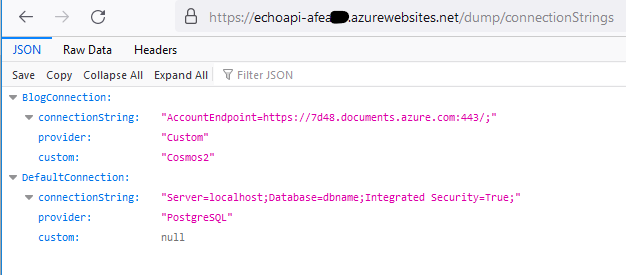 https://echoapi-afea .azurewebsites.net/dump/connectionStrings
JSON Raw Data Headers
Save Copy Collapse All Expand All Filter JSON
BlogConnection:
connectionString: "AccountEndpoint=https://7d48.documents.azure.com:443/;"
provider: "Custom"
custom: "Cosmos2"
DefaultConnection:
connectionString: "Server=localhost;Database=dbname;Integrated Security=True;"
provider: "PostgreSQL"
custom: null